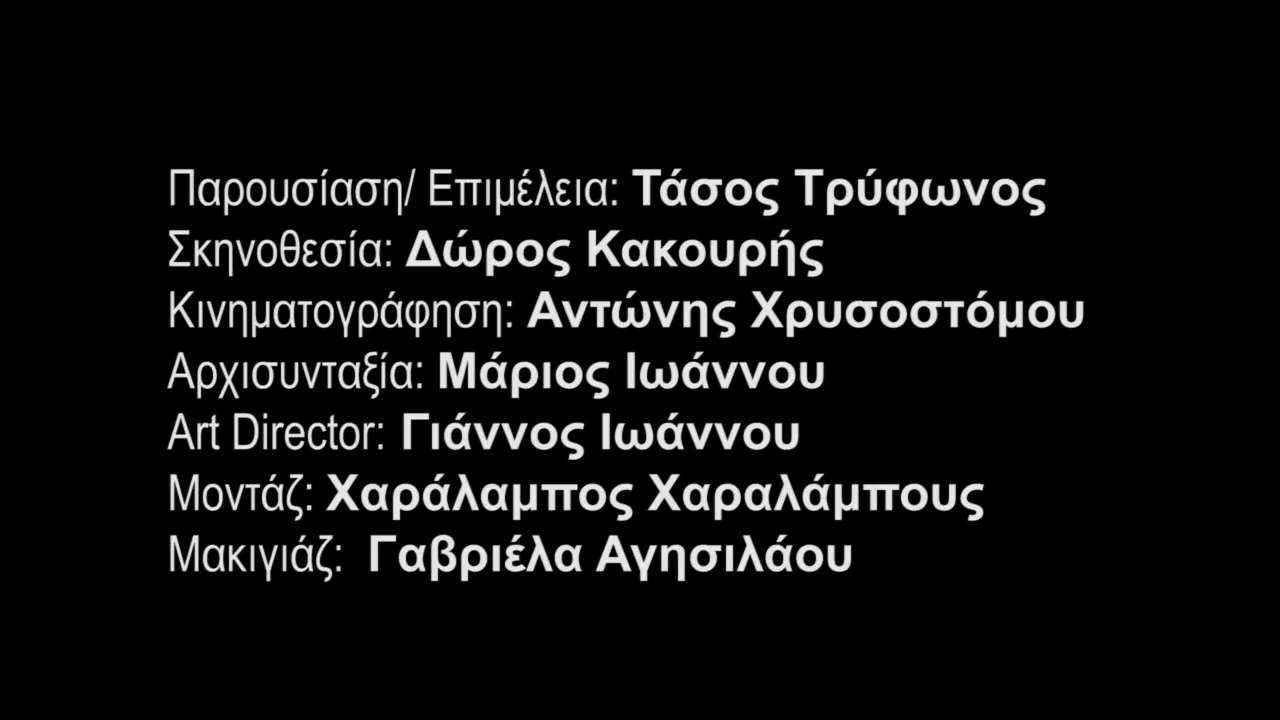 Παρουσίαση/ Επιμέλεια: Τάσος Τρύφωνος
Σκηνοθεσία: Δώρος Κακουρής
Κινηματογράφηση: Αντώνης Χρυσοστόμου
Αρχισυνταξία: Μάριος Ιωάννου
Art Director: Γιάννος Ιωάννου
Μοντάζ: Χαράλαμπος Χαραλάμπους
Μακιγιάζ: Γαβριέλα Αγησιλάου